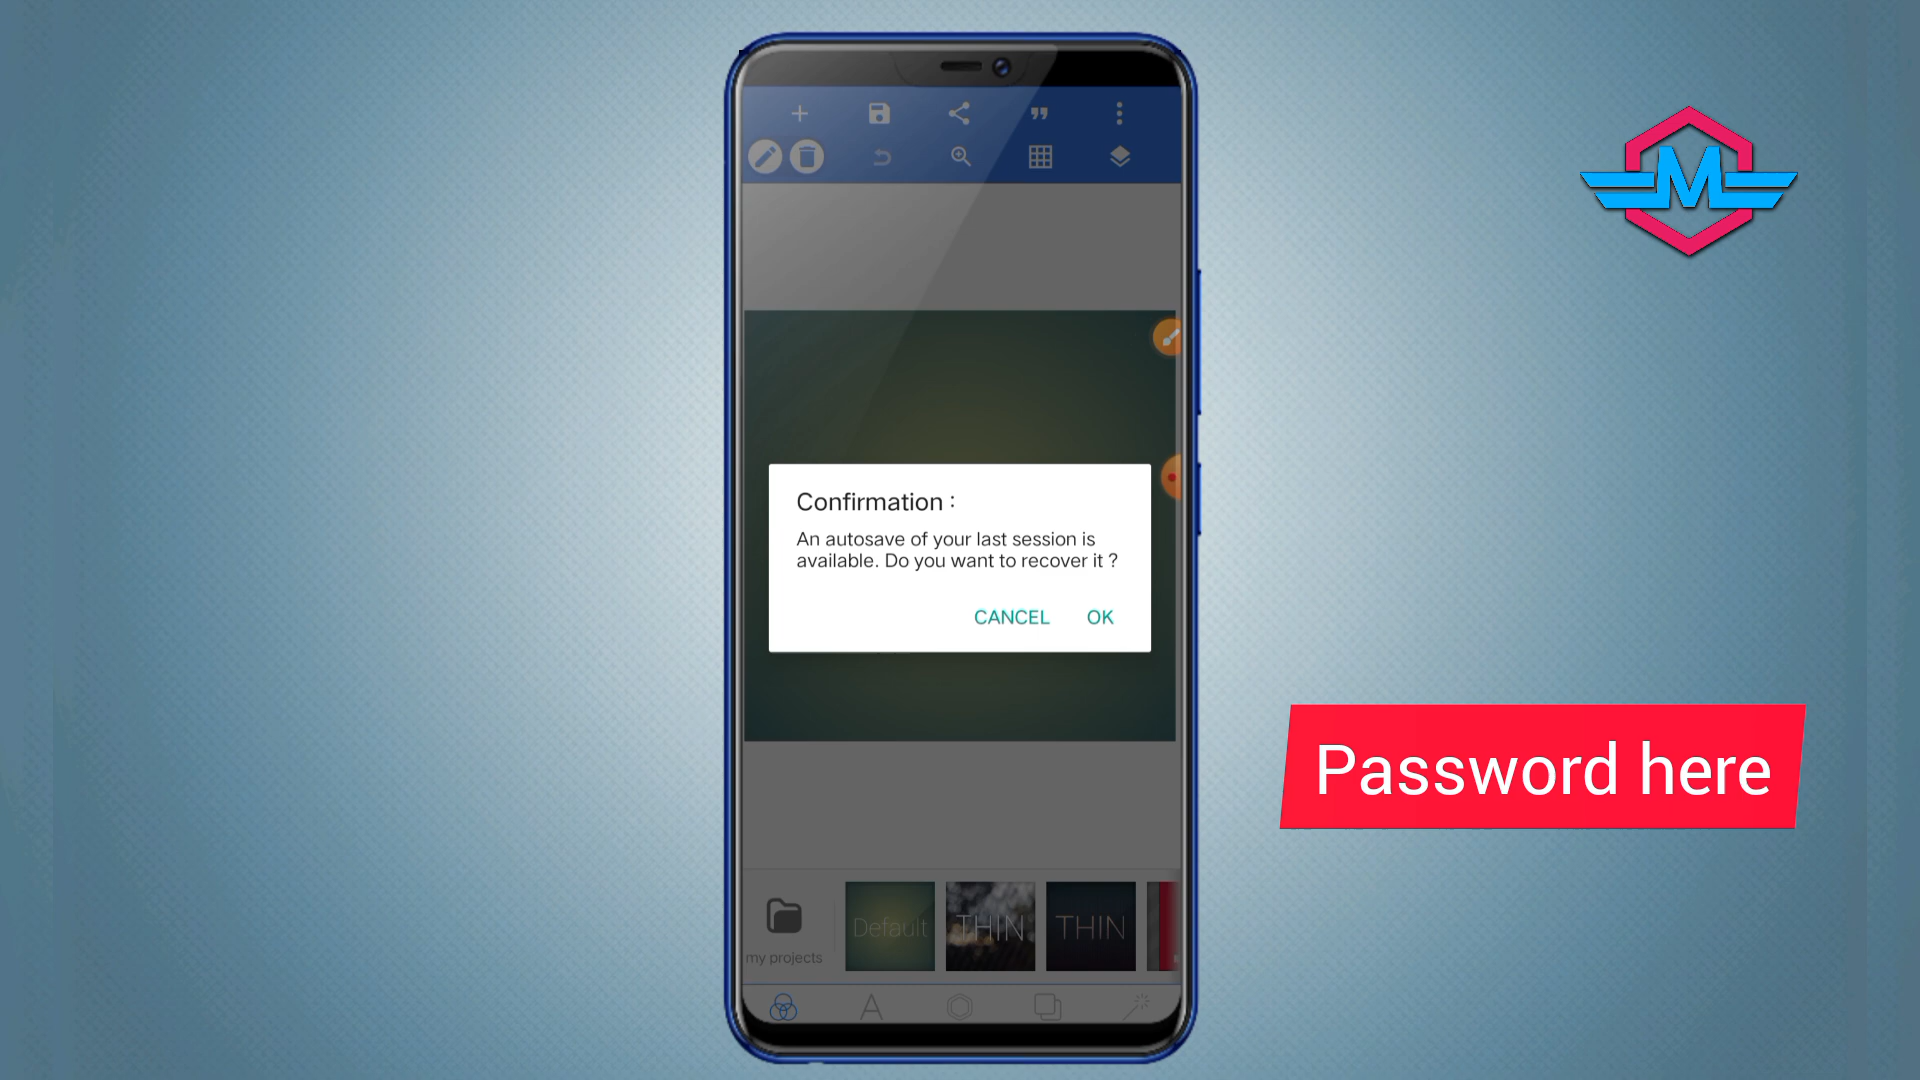 M
Confirmation :
An autosave of your last session is
available. Do you want to recover it ?
CANCEL OK
Password here
my projects
Default
THIN
THIN
A